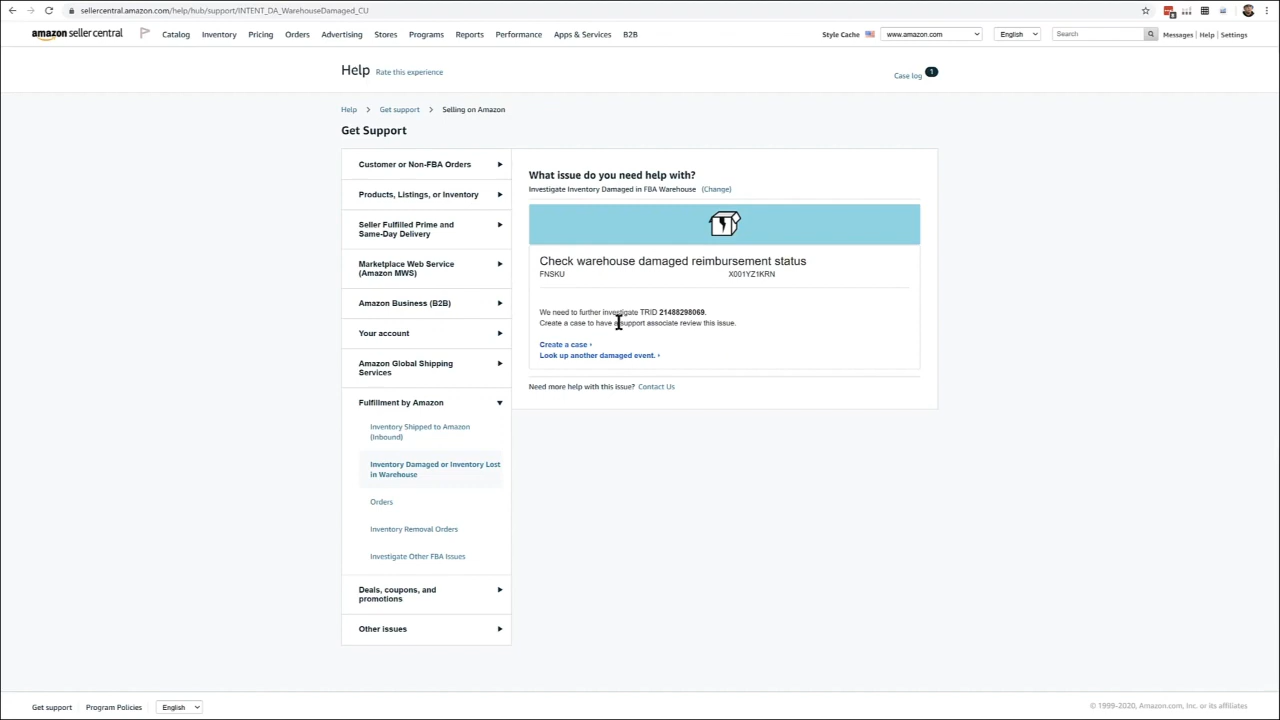 sellercentral.amazon.com/help/hub/support/INTENT_DA_WarehouseDamaged_CU
amazon seller central Catalog Inventory Pricing Orders Advertising Stores Programs Reports Performance Apps & Services B2B Style Cache www.amazon.com English Search Messages | Help | Settings
Help Rate this experience
Case log 1
Help > Get support > Selling on Amazon
Get Support
Customer or Non-FBA Orders
Products, Listings, or Inventory
Seller Fulfilled Prime and
Same-Day Delivery
Marketplace Web Service
(Amazon MWS)
Amazon Business (B2B)
Your account
Amazon Global Shipping
Services
Fulfillment by Amazon
Inventory Shipped to Amazon
(Inbound)
Inventory Damaged or Inventory Lost
in Warehouse
Orders
Inventory Removal Orders
Investigate Other FBA Issues
Deals, coupons, and
promotions
Other issues
What issue do you need help with?
Investigate Inventory Damaged in FBA Warehouse (Change)
Check warehouse damaged reimbursement status
FNSKU X001YZ1KRN
We need to further investigate TRID 21488298069.
Create a case to have a support associate review this issue.
Create a case ›
Look up another damaged event. ›
Need more help with this issue? Contact Us
Get support Program Policies English
© 1999-2020, Amazon.com, Inc. or its affiliates